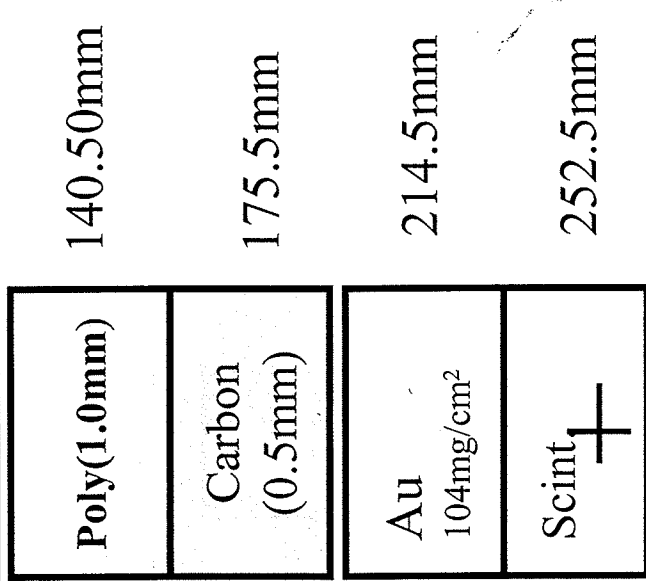 Poly(1.0mm)
140.50mm
Carbon
(0.5mm)
175.5mm
Au
104mg/cm²
214.5mm
Scint
252.5mm